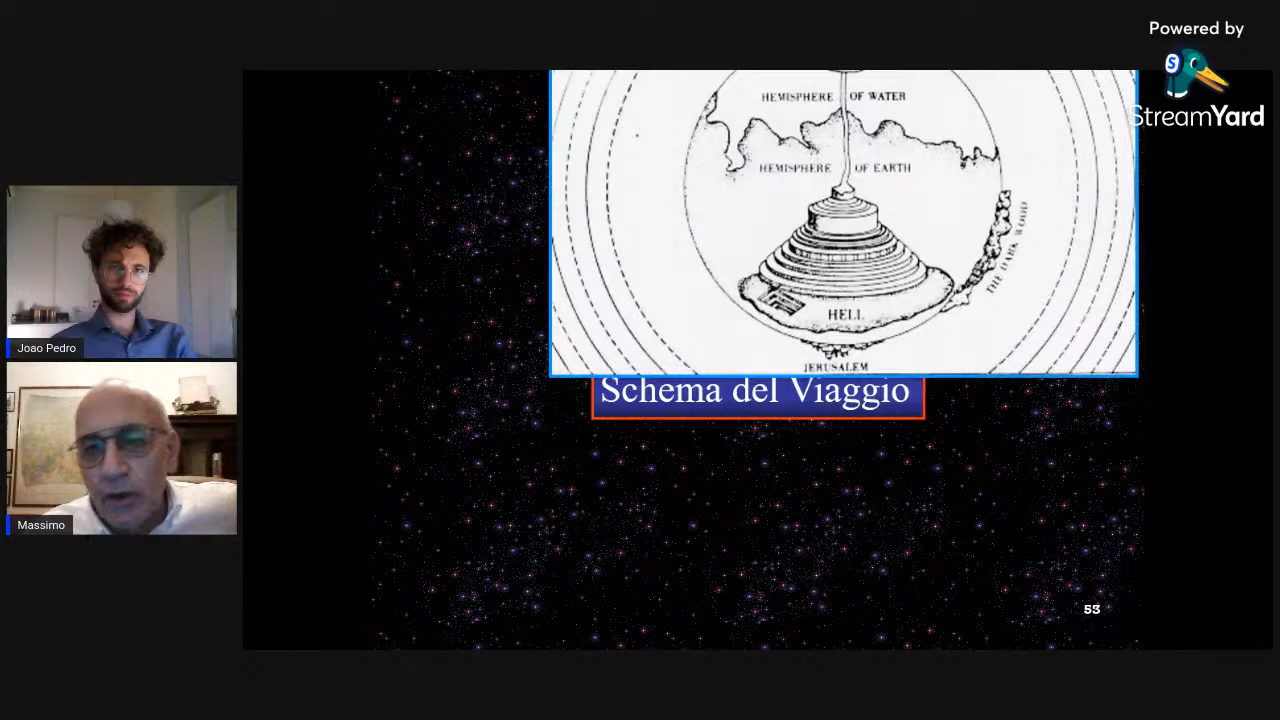 Powered by
StreamYard
HEMISPHERE OF WATER
HEMISPHERE OF EARTH
THE DARK WOOD
HELL
JERUSALEM
Schema del Viaggio
Joao Pedro
Massimo
53